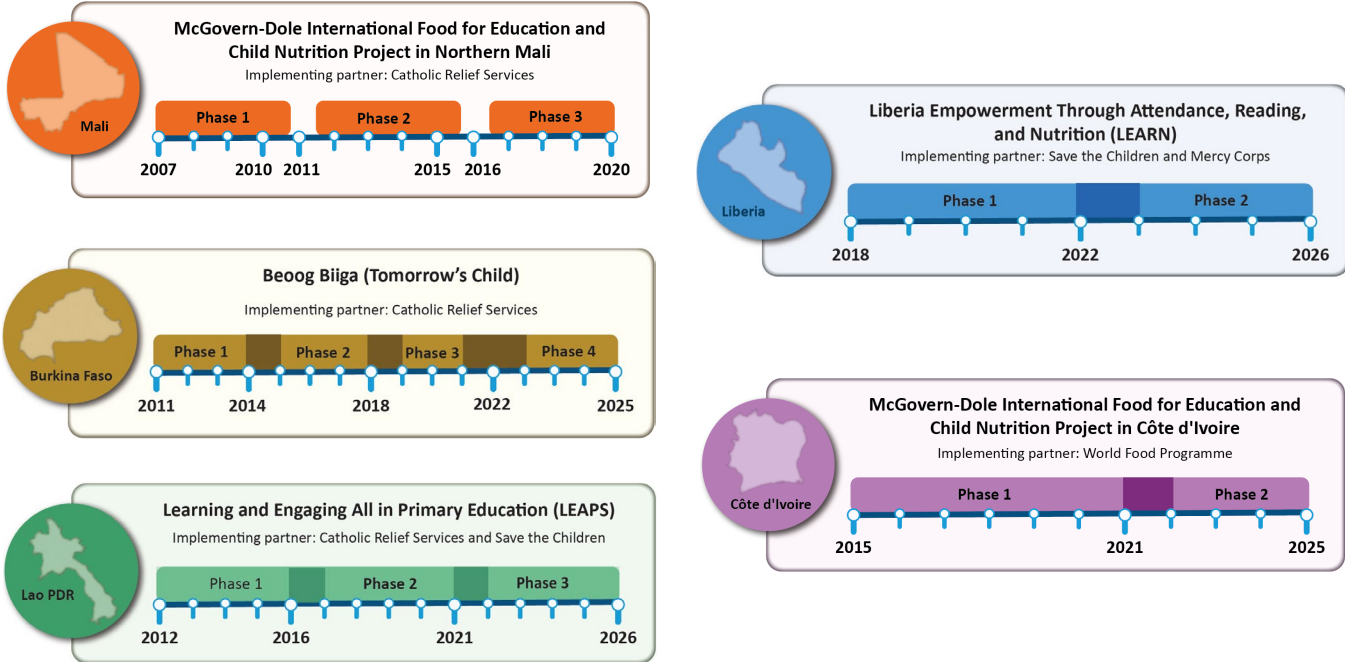 McGovern-Dole International Food for Education and
Child Nutrition Project in Northern Mali
Implementing partner: Catholic Relief Services
Mali
Phase 1
Phase 2
Phase 3
2007
2010
2011
2015
2016
2020
Beoog Biiga (Tomorrow's Child)
Implementing partner: Catholic Relief Services
Burkina Faso
Phase 1
Phase 2
Phase 3
Phase 4
2011
2014
2018
2022
2025
Learning and Engaging All in Primary Education (LEAPS)
Implementing partner: Catholic Relief Services and Save the Children
Lao PDR
Phase 1
Phase 2
Phase 3
2012
2016
2021
2026
Liberia Empowerment Through Attendance, Reading,
and Nutrition (LEARN)
Implementing partner: Save the Children and Mercy Corps
Liberia
Phase 1
Phase 2
2018
2022
2026
McGovern-Dole International Food for Education and
Child Nutrition Project in Côte d'Ivoire
Implementing partner: World Food Programme
Côte d'Ivoire
Phase 1
Phase 2
2015
2021
2025